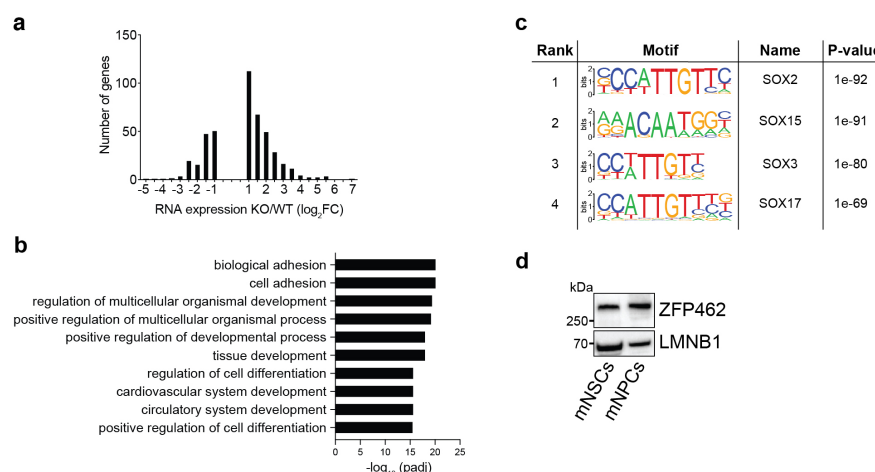 a
150
100
50
0
Number of genes
-5 -4 -3 -2 -1 1 2 3 4 5 6 7
RNA expression KO/WT (log2FC)
b
biological adhesion
cell adhesion
regulation of multicellular organismal development
positive regulation of multicellular organismal process
positive regulation of developmental process
tissue development
regulation of cell differentiation
cardiovascular system development
circulatory system development
positive regulation of cell differentiation
0 5 10 15 20 25
-log10 (padj)
c
Rank Motif Name P-value
1 SOX2 1e-92
2 SOX15 1e-91
3 SOX3 1e-80
4 SOX17 1e-69
d
kDa
250
70
ZFP462
LMNB1
mNSCs
mNPCs